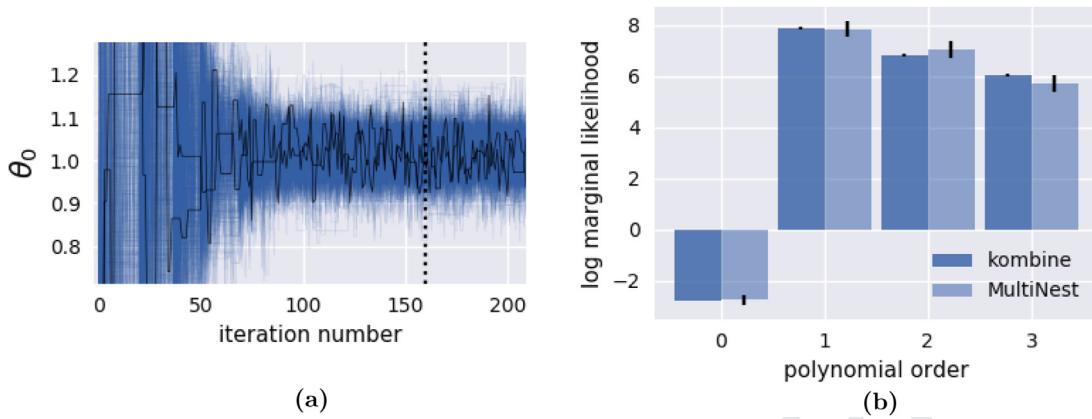 1.2
1.1
1.0
0.9
0.8
θ₀
0 50 100 150 200
iteration number
(a)
8
6
4
2
0
−2
log marginal likelihood
kombine
MultiNest
0 1 2 3
polynomial order
(b)